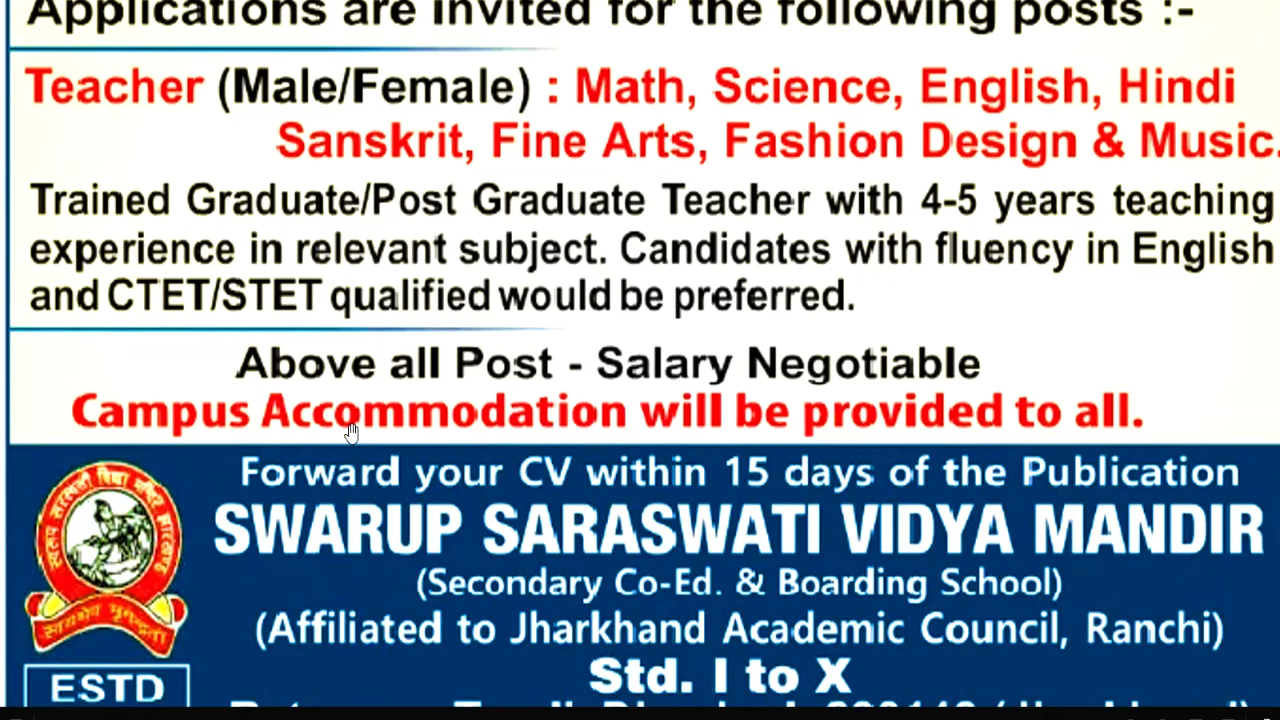 Applications are invited for the following posts :-
Teacher (Male/Female) : Math, Science, English, Hindi
Sanskrit, Fine Arts, Fashion Design & Music.
Trained Graduate/Post Graduate Teacher with 4-5 years teaching
experience in relevant subject. Candidates with fluency in English
and CTET/STET qualified would be preferred.
Above all Post - Salary Negotiable
Campus Accommodation will be provided to all.
Forward your CV within 15 days of the Publication
SWARUP SARASWATI VIDYA MANDIR
(Secondary Co-Ed. & Boarding School)
(Affiliated to Jharkhand Academic Council, Ranchi)
Std. I to X
ESTD